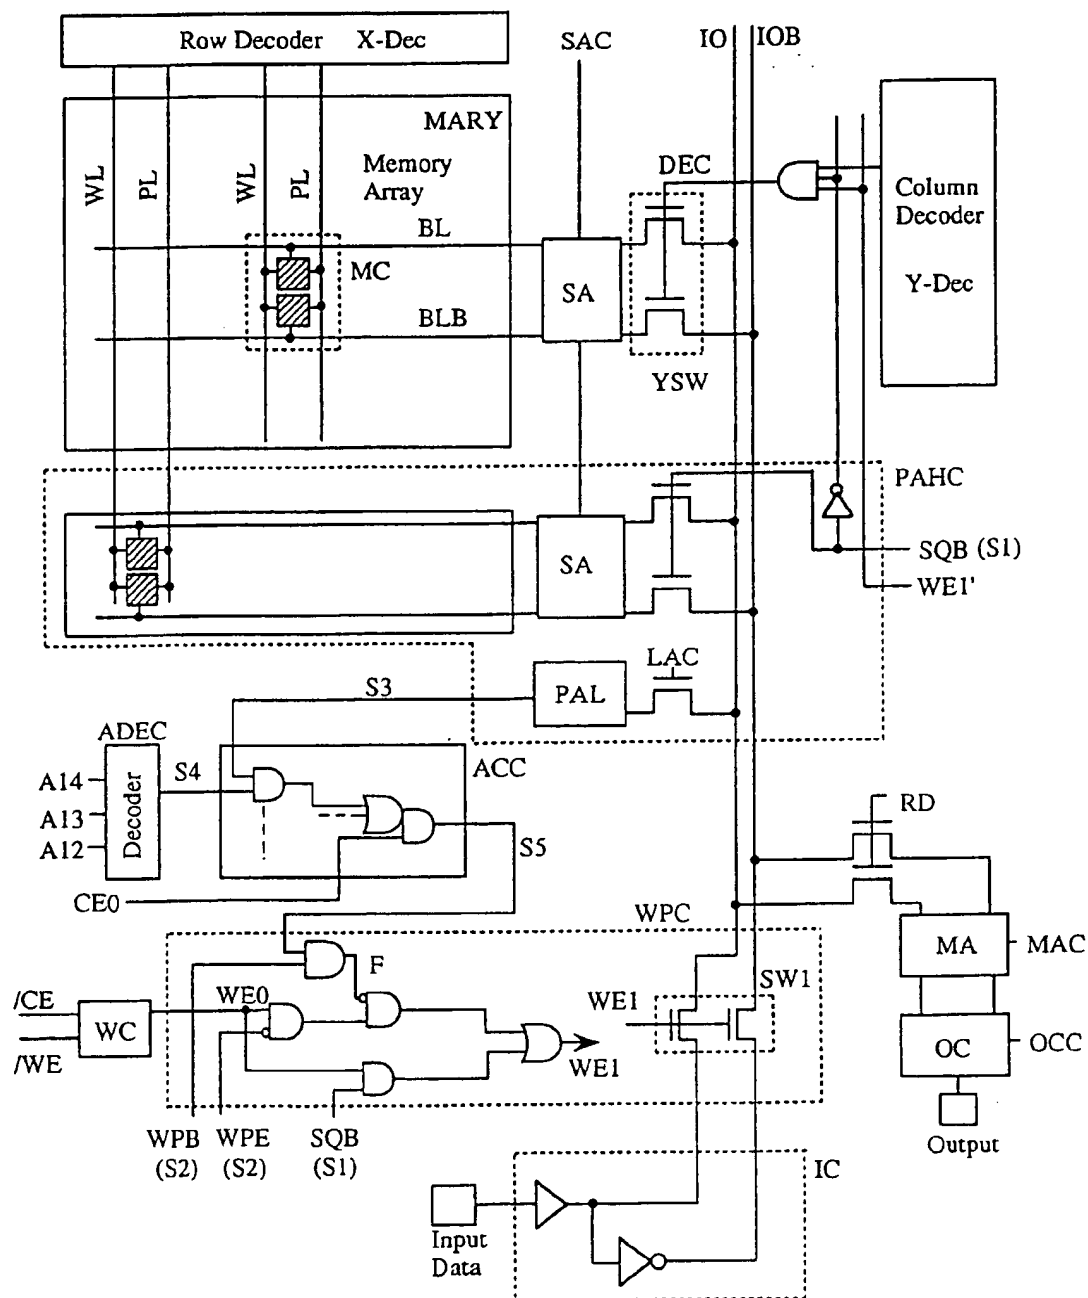 Row Decoder X-Dec
SAC
IO
IOB
MARY
Memory
Array
WL
PL
WL
PL
DEC
Column
Decoder
Y-Dec
BL
MC
SA
BLB
YSW
PAHC
SA
SQB (S1)
WE1'
LAC
S3
PAL
ADEC
A14
A13
A12
Decoder
S4
ACC
S5
RD
CE0
WPC
MA
MAC
F
SW1
/CE
WE0
WE1
WC
/WE
WE1
OC
OCC
WPB
(S2)
WPE
(S2)
SQB
(S1)
Output
IC
Input
Data